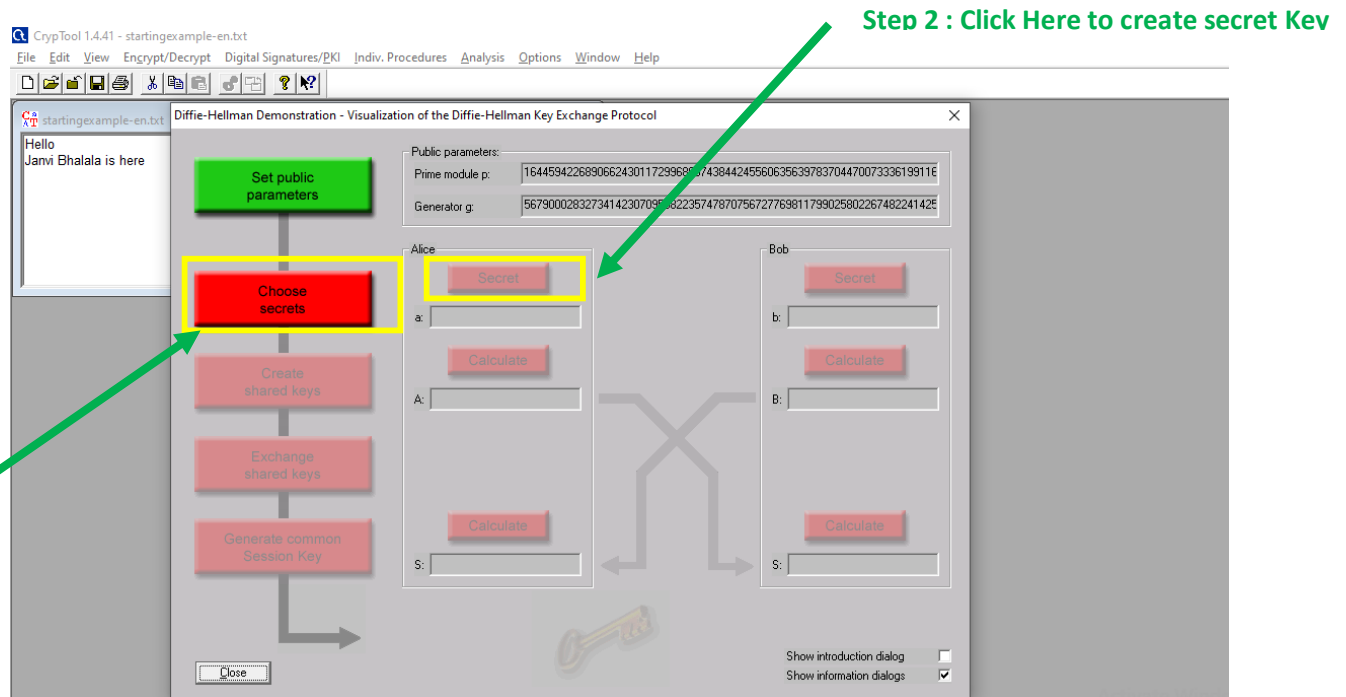 Step 2 : Click Here to create secret Key
CrypTool 1.4.41 - startingexample-en.txt
File Edit View Encrypt/Decrypt Digital Signatures/PKI Indiv. Procedures Analysis Options Window Help
startingexample-en.txt
Hello
Janvi Bhalala is here
Diffie-Hellman Demonstration - Visualization of the Diffie-Hellman Key Exchange Protocol
Set public
parameters
Public parameters:
Prime module p:
Generator g:
Choose
secrets
Create
shared keys
Exchange
shared keys
Generate common
Session Key
Alice
Secret
a:
Calculate
A:
Calculate
S:
Bob
Secret
b:
Calculate
B:
Calculate
S:
Close
Show introduction dialog
Show information dialogs